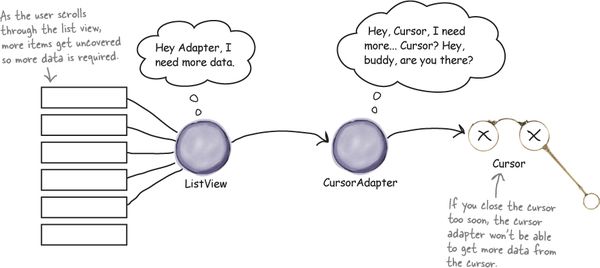 As the user scrolls
through the list view,
more items get uncovered
so more data is required.
Hey Adapter, I
need more data.
Hey, Cursor, I need
more... Cursor? Hey,
buddy, are you there?
ListView
CursorAdapter
Cursor
If you close the cursor
too soon, the cursor
adapter won't be able
to get more data from
the cursor.